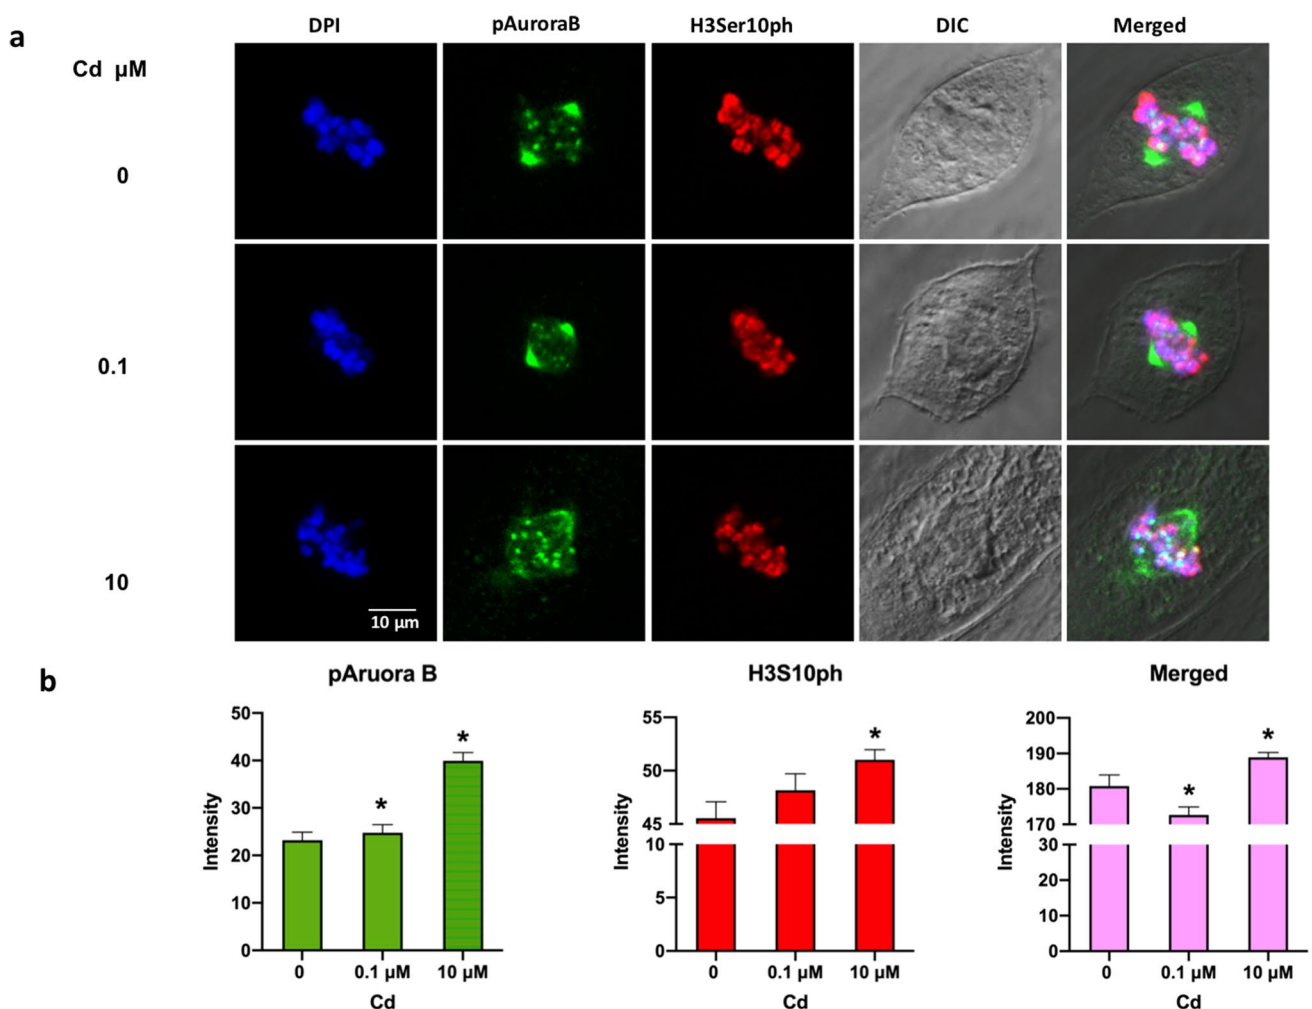 a
DPI pAuroraB H3Ser10ph DIC Merged
Cd µM
0
0.1
10
10 µm
b
pAruora B H3S10ph Merged
Intensity
50
40
30
20
10
0
*
*
0 0.1 µM 10 µM
Cd
Intensity
55
50
45
10
5
0
*
0 0.1 µM 10 µM
Cd
Intensity
200
190
180
170
30
20
10
0
*
*
0 0.1 µM 10 µM
Cd